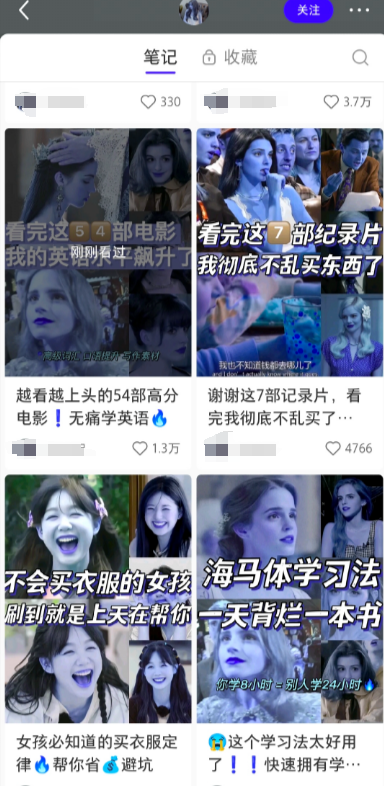 关注
笔记
收藏
330
3.7万
看完这54部电影
我的英语水平飙升了
刚刚看过
高级词汇 口语提升 写作素材
看完这7部纪录片
我彻底不乱买东西了
我也不知道钱都去哪儿了
越看越上头的54部高分
电影❗无痛学英语🔥
谢谢这7部记录片，看
完我彻底不乱买了…
1.3万
4766
不会买衣服的女孩
刷到就是上天在帮你
海马体学习法
一天背烂一本书
你学8小时 = 别人学24小时🔥
女孩必知道的买衣服定
律🔥帮你省💰避坑
😭这个学习法太好用
了❗❗快速拥有学…